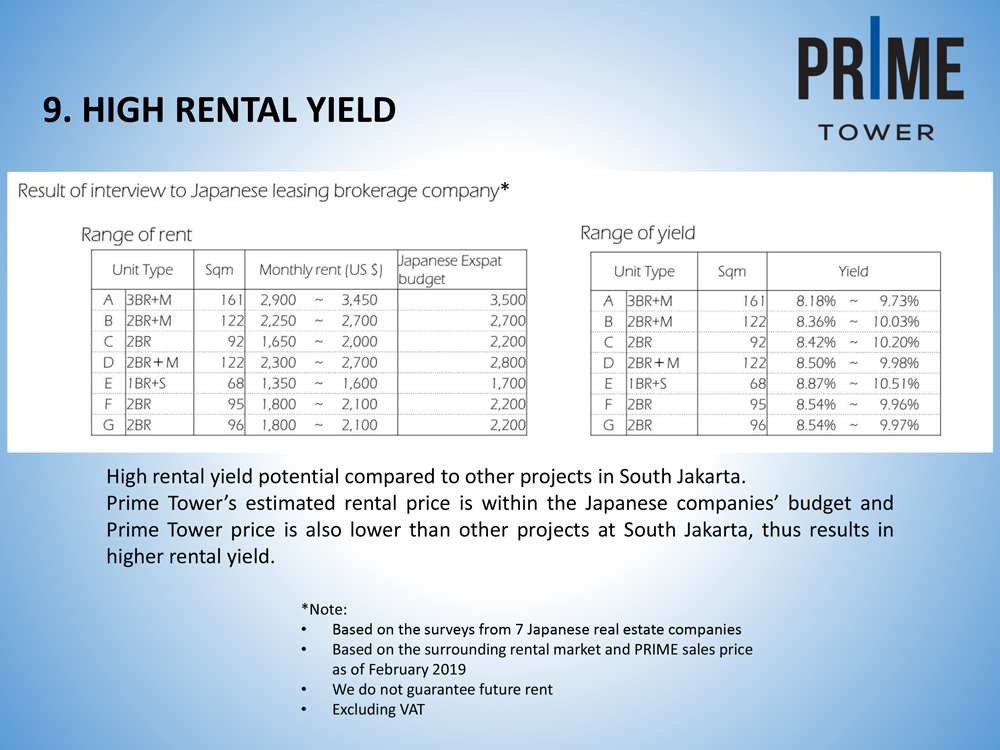 PRIME
TOWER
9. HIGH RENTAL YIELD
Result of interview to Japanese leasing brokerage company*
Range of rent
Unit Type Sqm Monthly rent (US $) Japanese Exspat
budget
A 3BR+M 161 2,900 ~ 3,450 3,500
B 2BR+M 122 2,250 ~ 2,700 2,700
C 2BR 92 1,650 ~ 2,000 2,200
D 2BR+M 122 2,300 ~ 2,700 2,800
E 1BR+S 68 1,350 ~ 1,600 1,700
F 2BR 95 1,800 ~ 2,100 2,200
G 2BR 96 1,800 ~ 2,100 2,200
Range of yield
Unit Type Sqm Yield
A 3BR+M 161 8.18% ~ 9.73%
B 2BR+M 122 8.36% ~ 10.03%
C 2BR 92 8.42% ~ 10.20%
D 2BR+M 122 8.50% ~ 9.98%
E 1BR+S 68 8.87% ~ 10.51%
F 2BR 95 8.54% ~ 9.96%
G 2BR 96 8.54% ~ 9.97%
High rental yield potential compared to other projects in South Jakarta.
Prime Tower’s estimated rental price is within the Japanese companies’ budget and
Prime Tower price is also lower than other projects at South Jakarta, thus results in
higher rental yield.
*Note:
• Based on the surveys from 7 Japanese real estate companies
• Based on the surrounding rental market and PRIME sales price
as of February 2019
• We do not guarantee future rent
• Excluding VAT